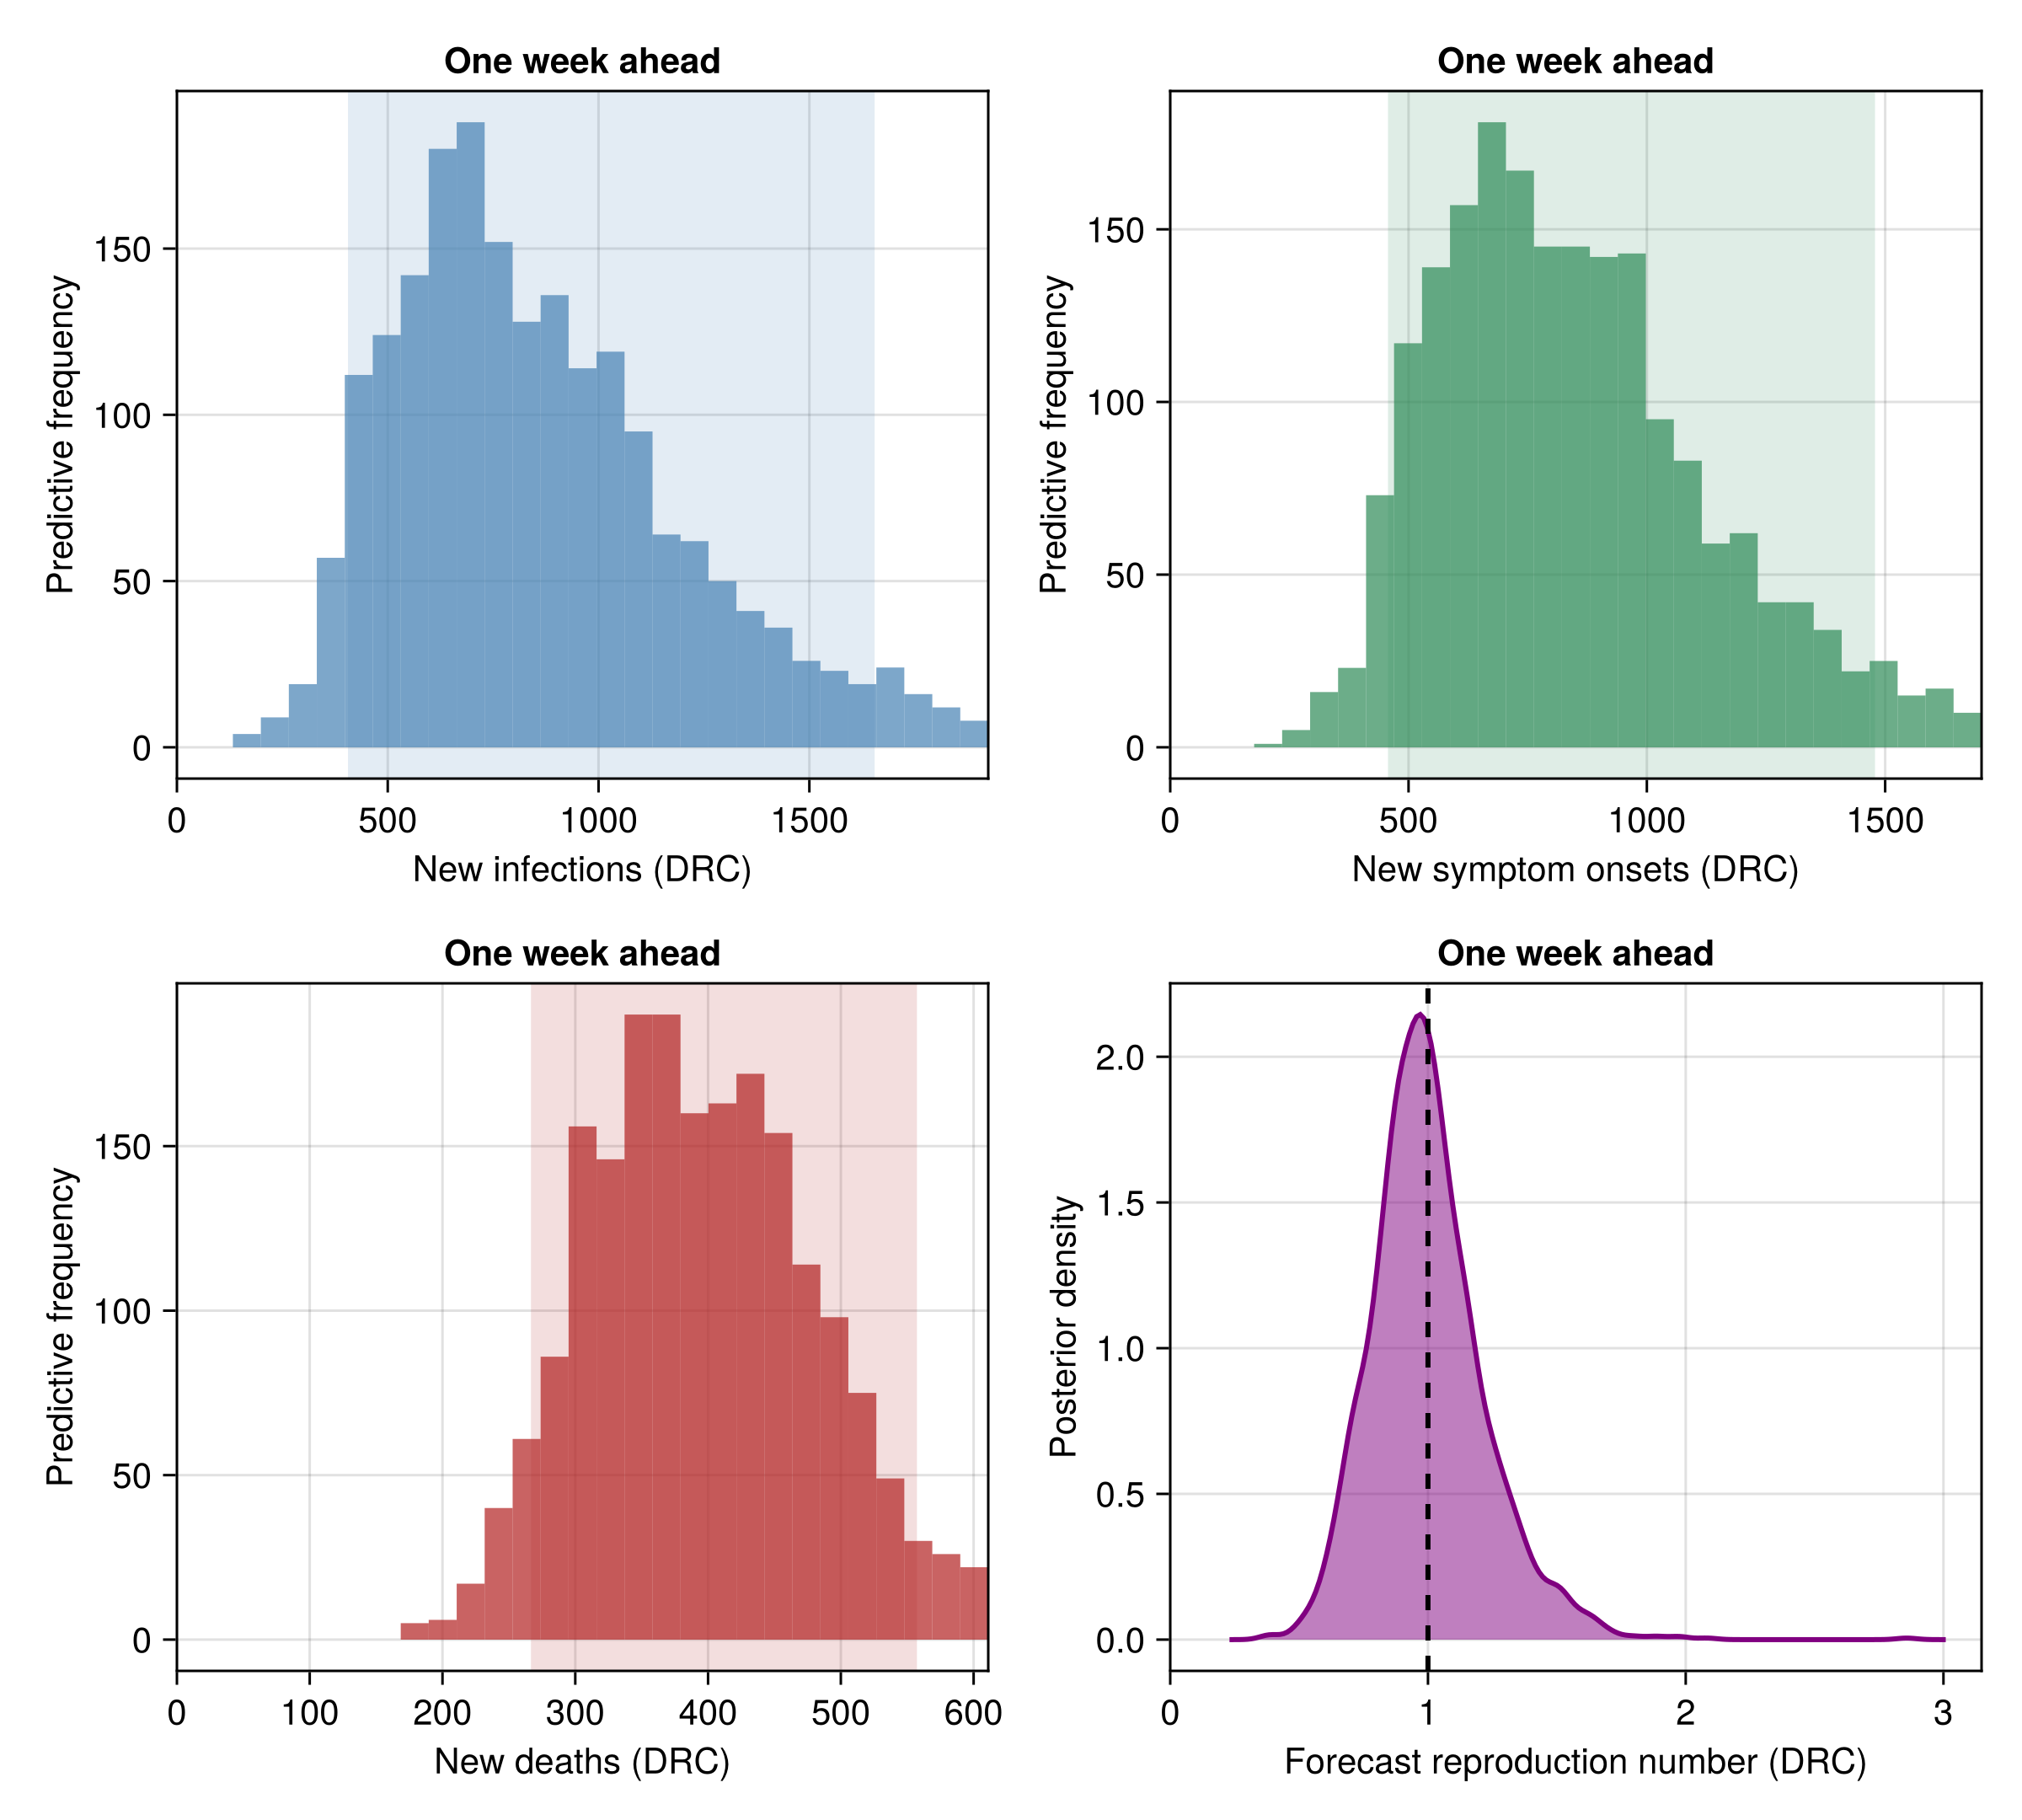 One week ahead
Predictive frequency
150
100
50
0
0 500 1000 1500
New infections (DRC)
One week ahead
Predictive frequency
150
100
50
0
0 500 1000 1500
New symptom onsets (DRC)
One week ahead
Predictive frequency
150
100
50
0
0 100 200 300 400 500 600
New deaths (DRC)
One week ahead
Posterior density
2.0
1.5
1.0
0.5
0.0
0 1 2 3
Forecast reproduction number (DRC)